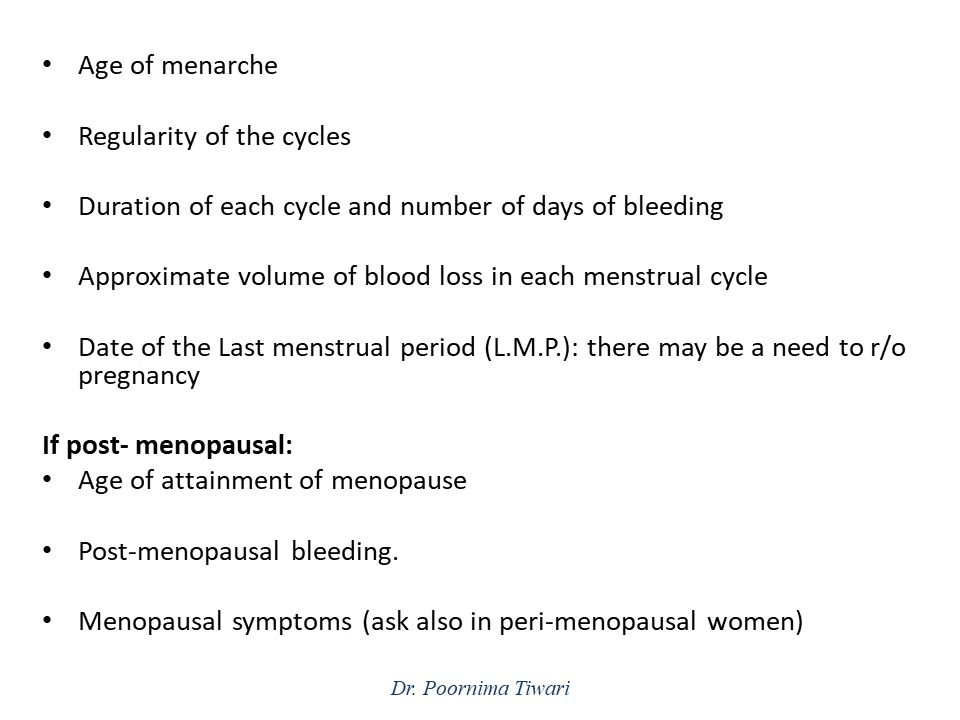 • Age of menarche
• Regularity of the cycles
• Duration of each cycle and number of days of bleeding
• Approximate volume of blood loss in each menstrual cycle
• Date of the Last menstrual period (L.M.P.): there may be a need to r/o
pregnancy
If post- menopausal:
• Age of attainment of menopause
• Post-menopausal bleeding.
• Menopausal symptoms (ask also in peri-menopausal women)
Dr. Poornima Tiwari